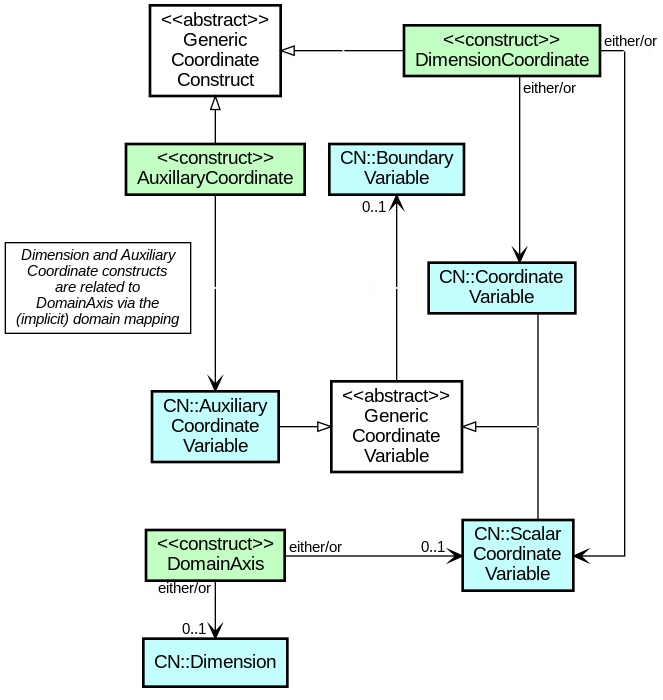 <<abstract>>
Generic
Coordinate
Construct
<<construct>>
DimensionCoordinate
either/or
either/or
<<construct>>
AuxillaryCoordinate
CN::Boundary
Variable
0..1
Dimension and Auxiliary
Coordinate constructs
are related to
DomainAxis via the
(implicit) domain mapping
CN::Coordinate
Variable
CN::Auxiliary
Coordinate
Variable
<<abstract>>
Generic
Coordinate
Variable
<<construct>>
DomainAxis
either/or
0..1
CN::Scalar
Coordinate
Variable
either/or
0..1
CN::Dimension